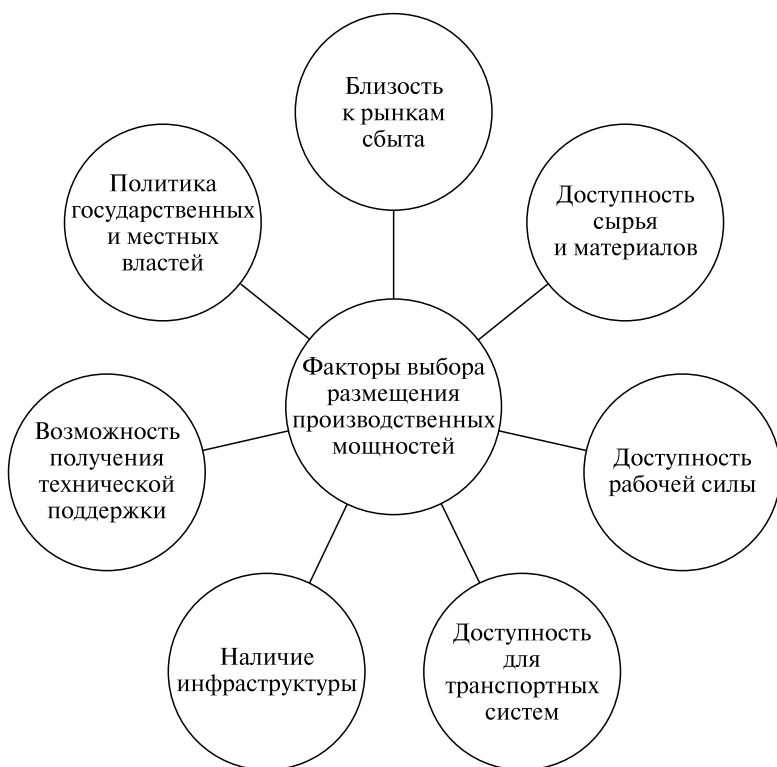 Близость
к рынкам
сбыта
Политика
государственных
и местных
властей
Доступность
сырья
и материалов
Факторы выбора
размещения
производственных
мощностей
Возможность
получения
технической
поддержки
Доступность
рабочей силы
Наличие
инфраструктуры
Доступность
для
транспортных
систем